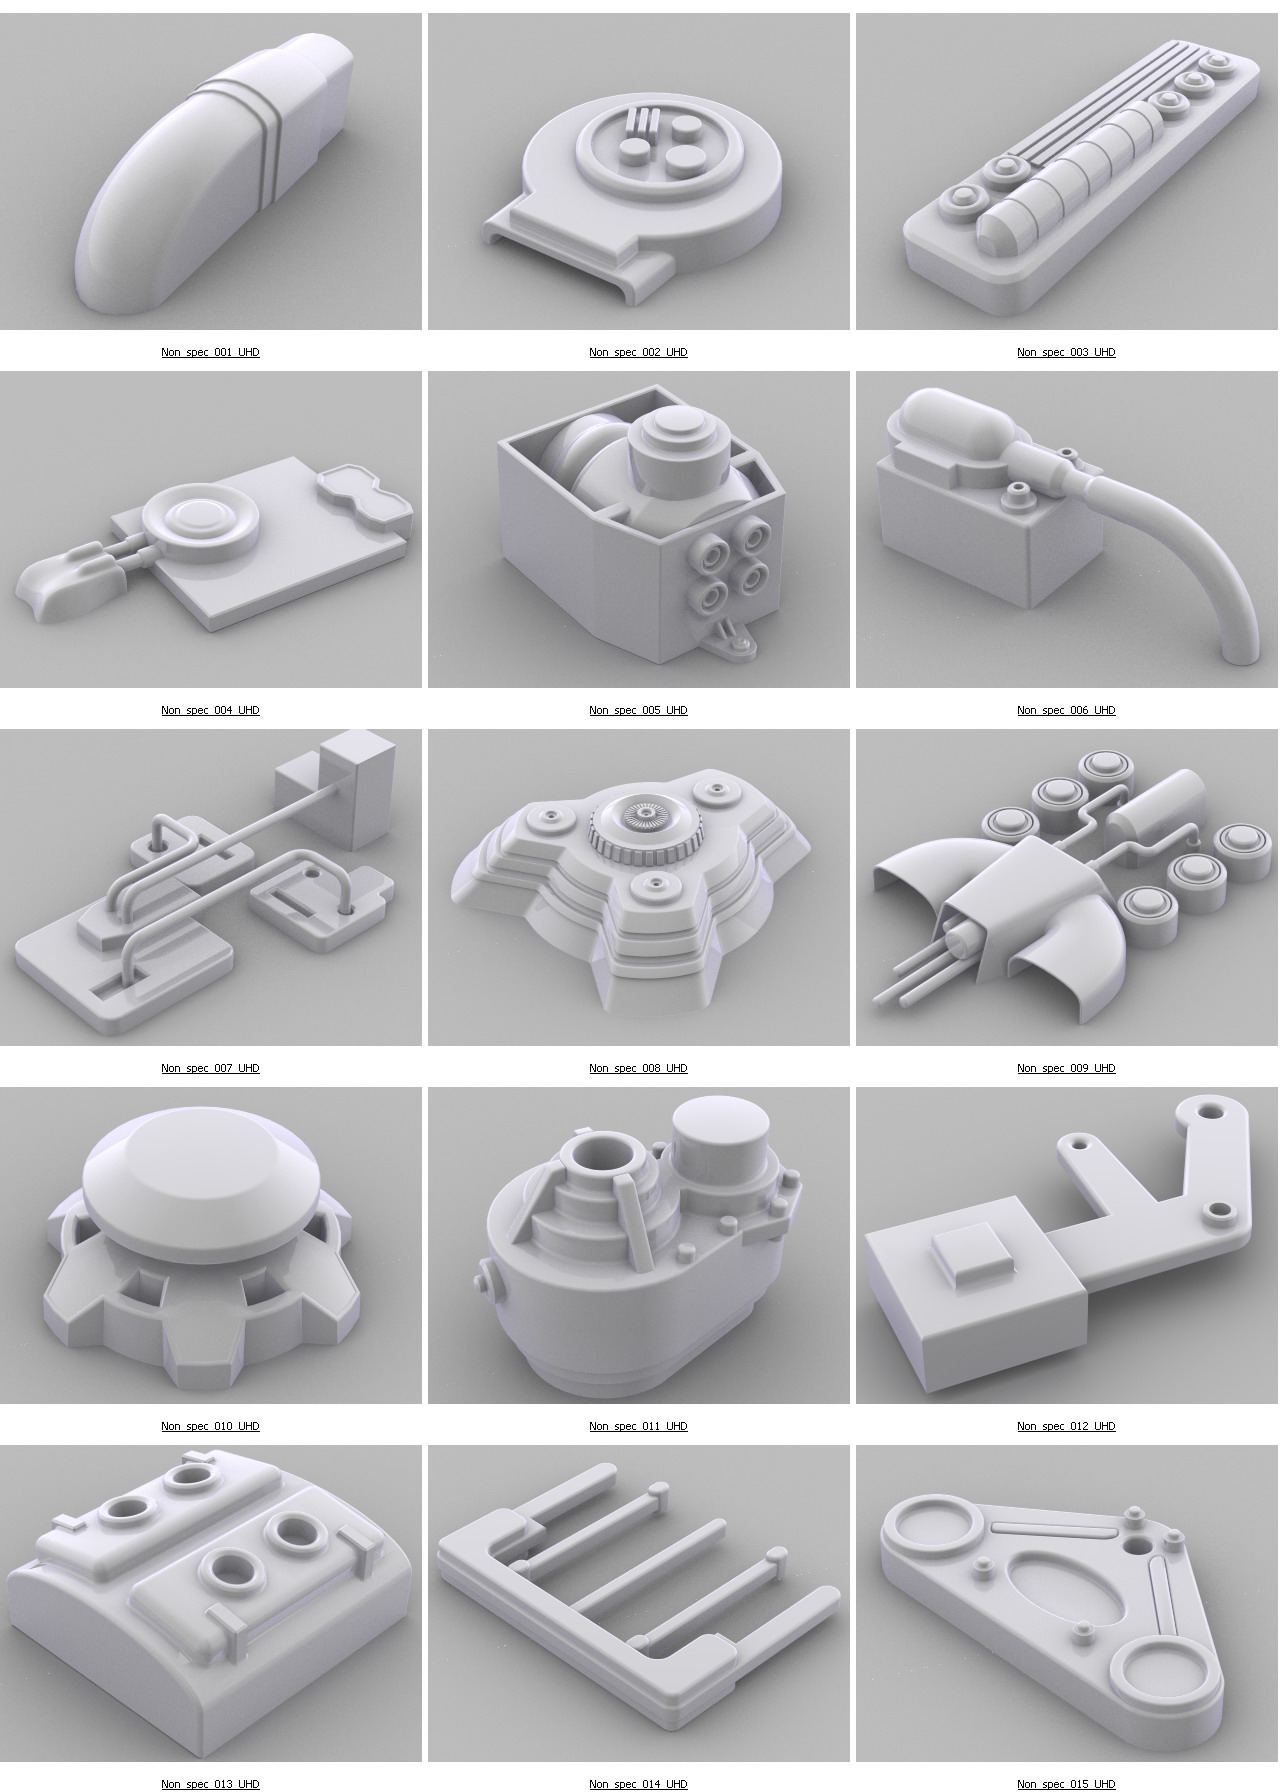 Non_spec_001_UHD
Non_spec_002_UHD
Non_spec_003_UHD
Non_spec_004_UHD
Non_spec_005_UHD
Non_spec_006_UHD
Non_spec_007_UHD
Non_spec_008_UHD
Non_spec_009_UHD
Non_spec_010_UHD
Non_spec_011_UHD
Non_spec_012_UHD
Non_spec_013_UHD
Non_spec_014_UHD
Non_spec_015_UHD